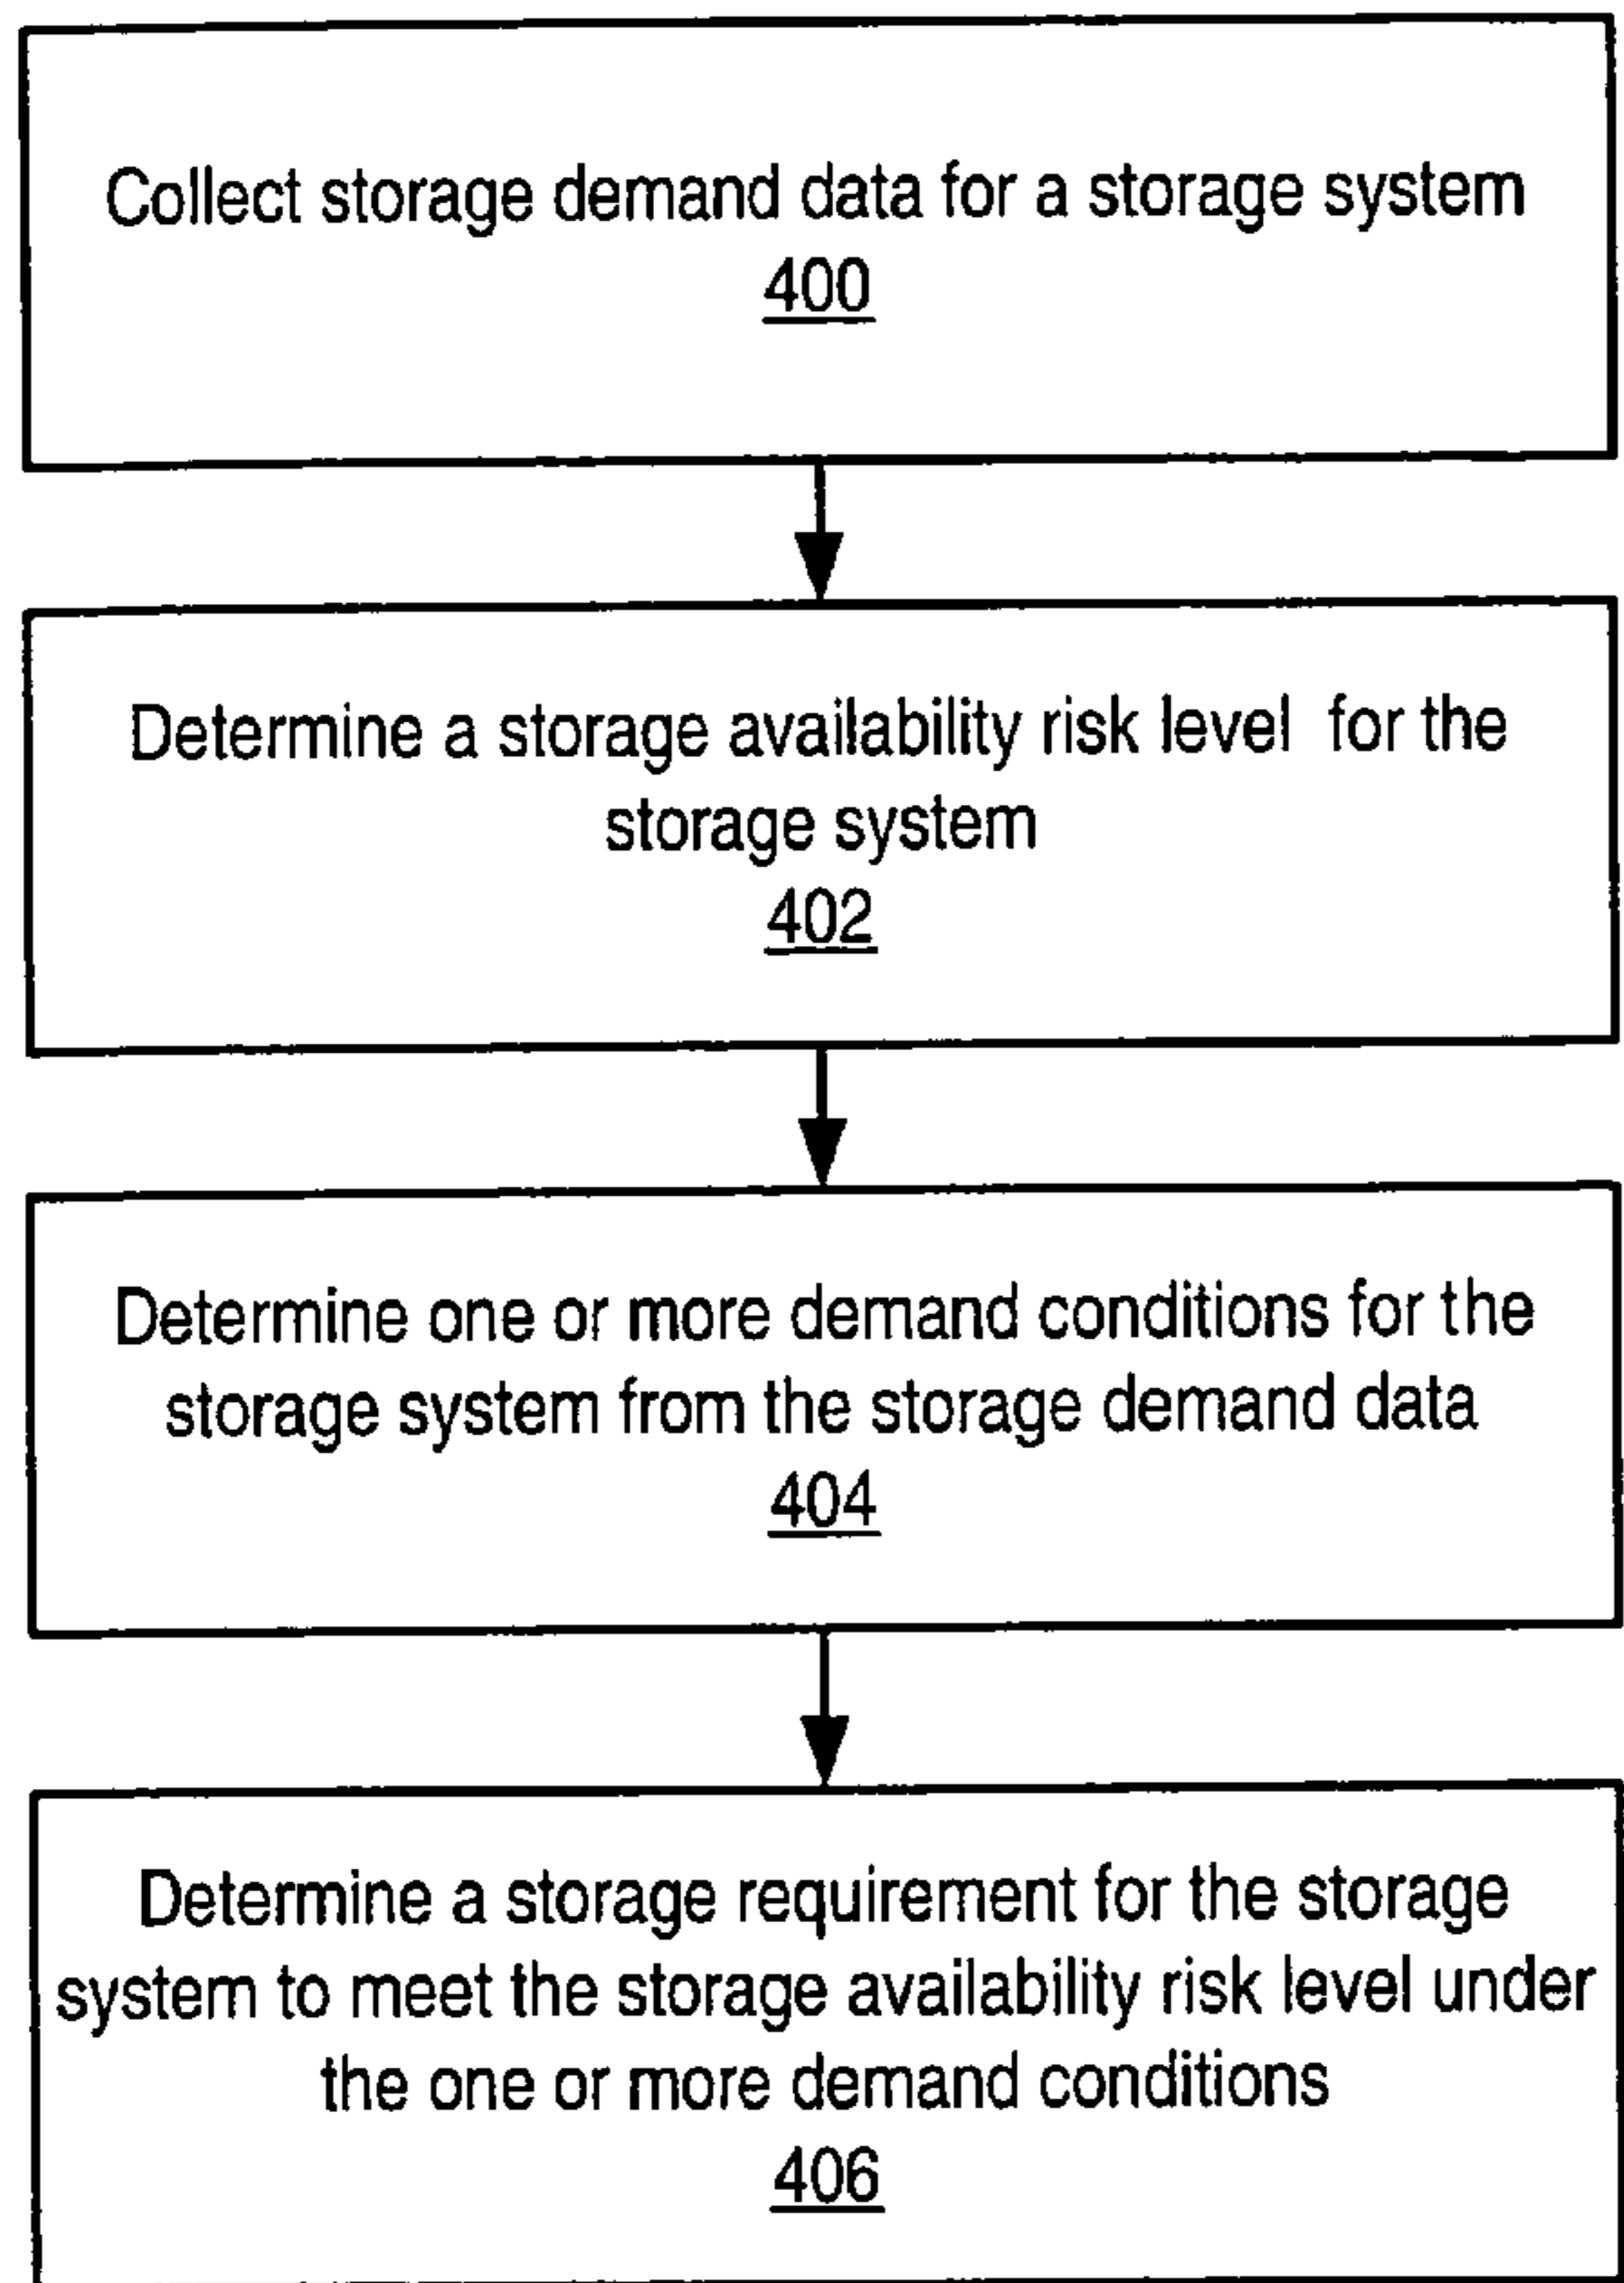 Collect storage demand data for a storage system
400
Determine a storage availability risk level for the
storage system
402
Determine one or more demand conditions for the
storage system from the storage demand data
404
Determine a storage requirement for the storage
system to meet the storage availability risk level under
the one or more demand conditions
406